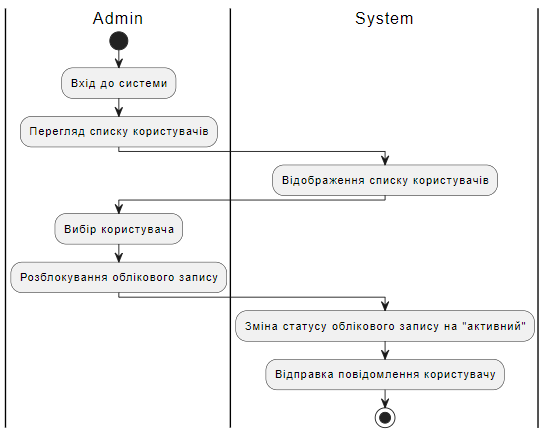 Admin
System
Вхід до системи
Перегляд списку користувачів
Відображення списку користувачів
Вибір користувача
Розблокування облікового запису
Зміна статусу облікового запису на "активний"
Відправка повідомлення користувачу